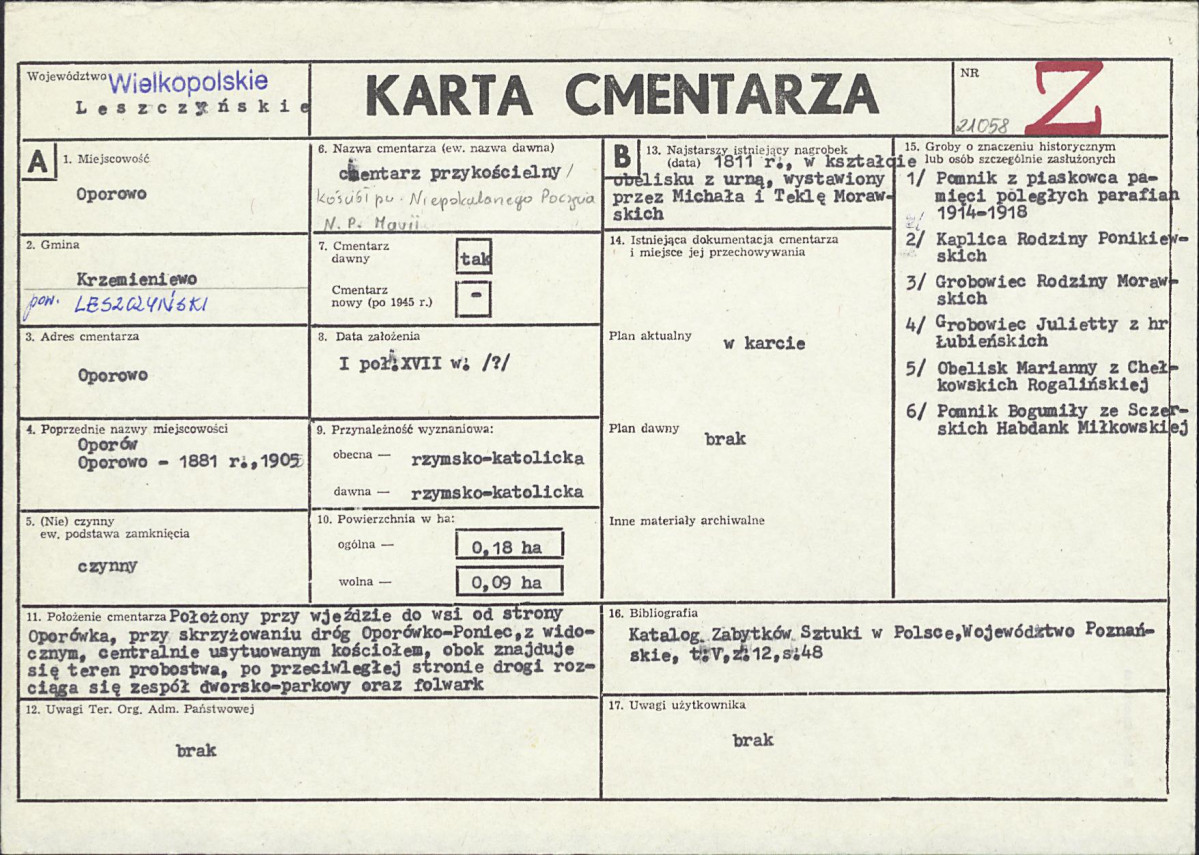 Województwo Wielkopolskie
Leszczyńskie
KARTA CMENTARZA
NR
21058
Z
A
1. Miejscowość
Oporowo
2. Gmina
Krzemieniewo
pow. LESZCZYŃSKI
3. Adres cmentarza
Oporowo
4. Poprzednie nazwy miejscowości
Oporów
Oporowo - 1881 r.,1905
5. (Nie) czynny
ew. podstawa zamknięcia
czynny
6. Nazwa cmentarza (ew. nazwa dawna)
cmentarz przykościelny /
kościół pw. Niepokalanego Poczęcia
N. P. Marii
7. Cmentarz
dawny
tak
Cmentarz
nowy (po 1945 r.)
-
8. Data założenia
I poł.XVII w. /?/
9. Przynależność wyznaniowa:
obecna — rzymsko-katolicka
dawna — rzymsko-katolicka
10. Powierzchnia w ha:
ogólna — 0,18 ha
wolna — 0,09 ha
11. Położenie cmentarza Położony przy wjeździe do wsi od strony
Oporówka, przy skrzyżowaniu dróg Oporówko-Poniec,z wido-
cznym, centralnie usytuowanym kościołem, obok znajduje
się teren probostwa, po przeciwległej stronie drogi roz-
ciąga się zespół dworsko-parkowy oraz folwark
12. Uwagi Ter. Org. Adm. Państwowej
brak
B
13. Najstarszy istniejący nagrobek
(data) 1811 r., w kształcie
obelisku z urną, wystawiony
przez Michała i Teklę Moraw-
skich
14. Istniejąca dokumentacja cmentarza
i miejsce jej przechowywania
Plan aktualny w karcie
Plan dawny brak
Inne materiały archiwalne
15. Groby o znaczeniu historycznym
lub osób szczególnie zasłużonych
1/ Pomnik z piaskowca pa-
mięci poległych parafian
1914-1918
2/ Kaplica Rodziny Ponikiew-
skich
3/ Grobowiec Rodziny Moraw-
skich
4/ Grobowiec Julietty z hr
Łubieńskich
5/ Obelisk Marianny z Cheł-
kowskich Rogalińskiej
6/ Pomnik Bogumiły ze Sczer-
skich Habdank Miłkowskiej
16. Bibliografia
Katalog Zabytków Sztuki w Polsce,Województwo Poznań-
skie, t.V,z.12,s.48
17. Uwagi użytkownika
brak